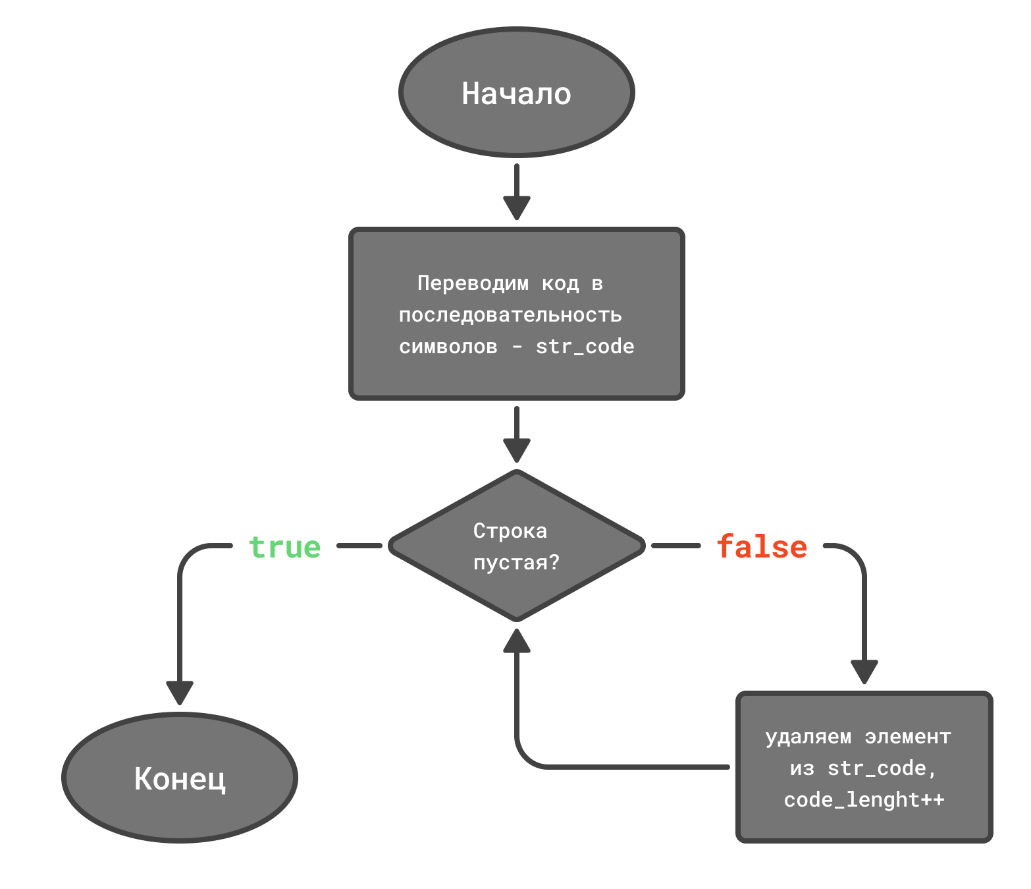 Начало
Переводим код в
последовательность
символов - str_code
Строка
пустая?
true
false
удаляем элемент
из str_code,
code_lenght++
Конец